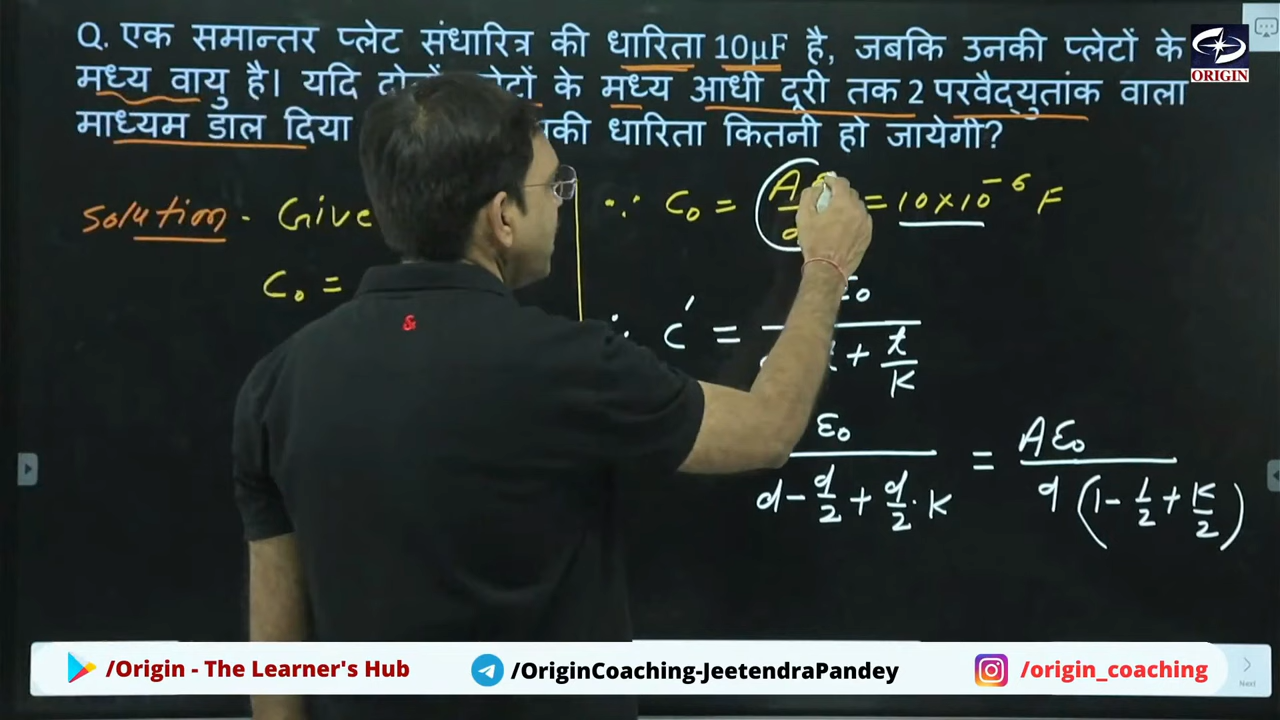 Q. एक समान्तर प्लेट संधारित्र की धारिता 10μF है, जबकि उनकी प्लेटों के
मध्य वायु है। यदि के मध्य आधी दूरी तक 2 परवैद्युतांक वाला
माध्यम डाल दिया धारिता कितनी हो जायेगी?
ORIGIN
Solution - Give
C₀ =
∵ C₀ = A = 10×10⁻⁶ F
∴ C' = ε₀ / + t/K
ε₀ / d - d/2 + d/2 · K = Aε₀ / d (1 - 1/2 + K/2)
/Origin - The Learner's Hub
/OriginCoaching-JeetendraPandey
/origin_coaching
Next